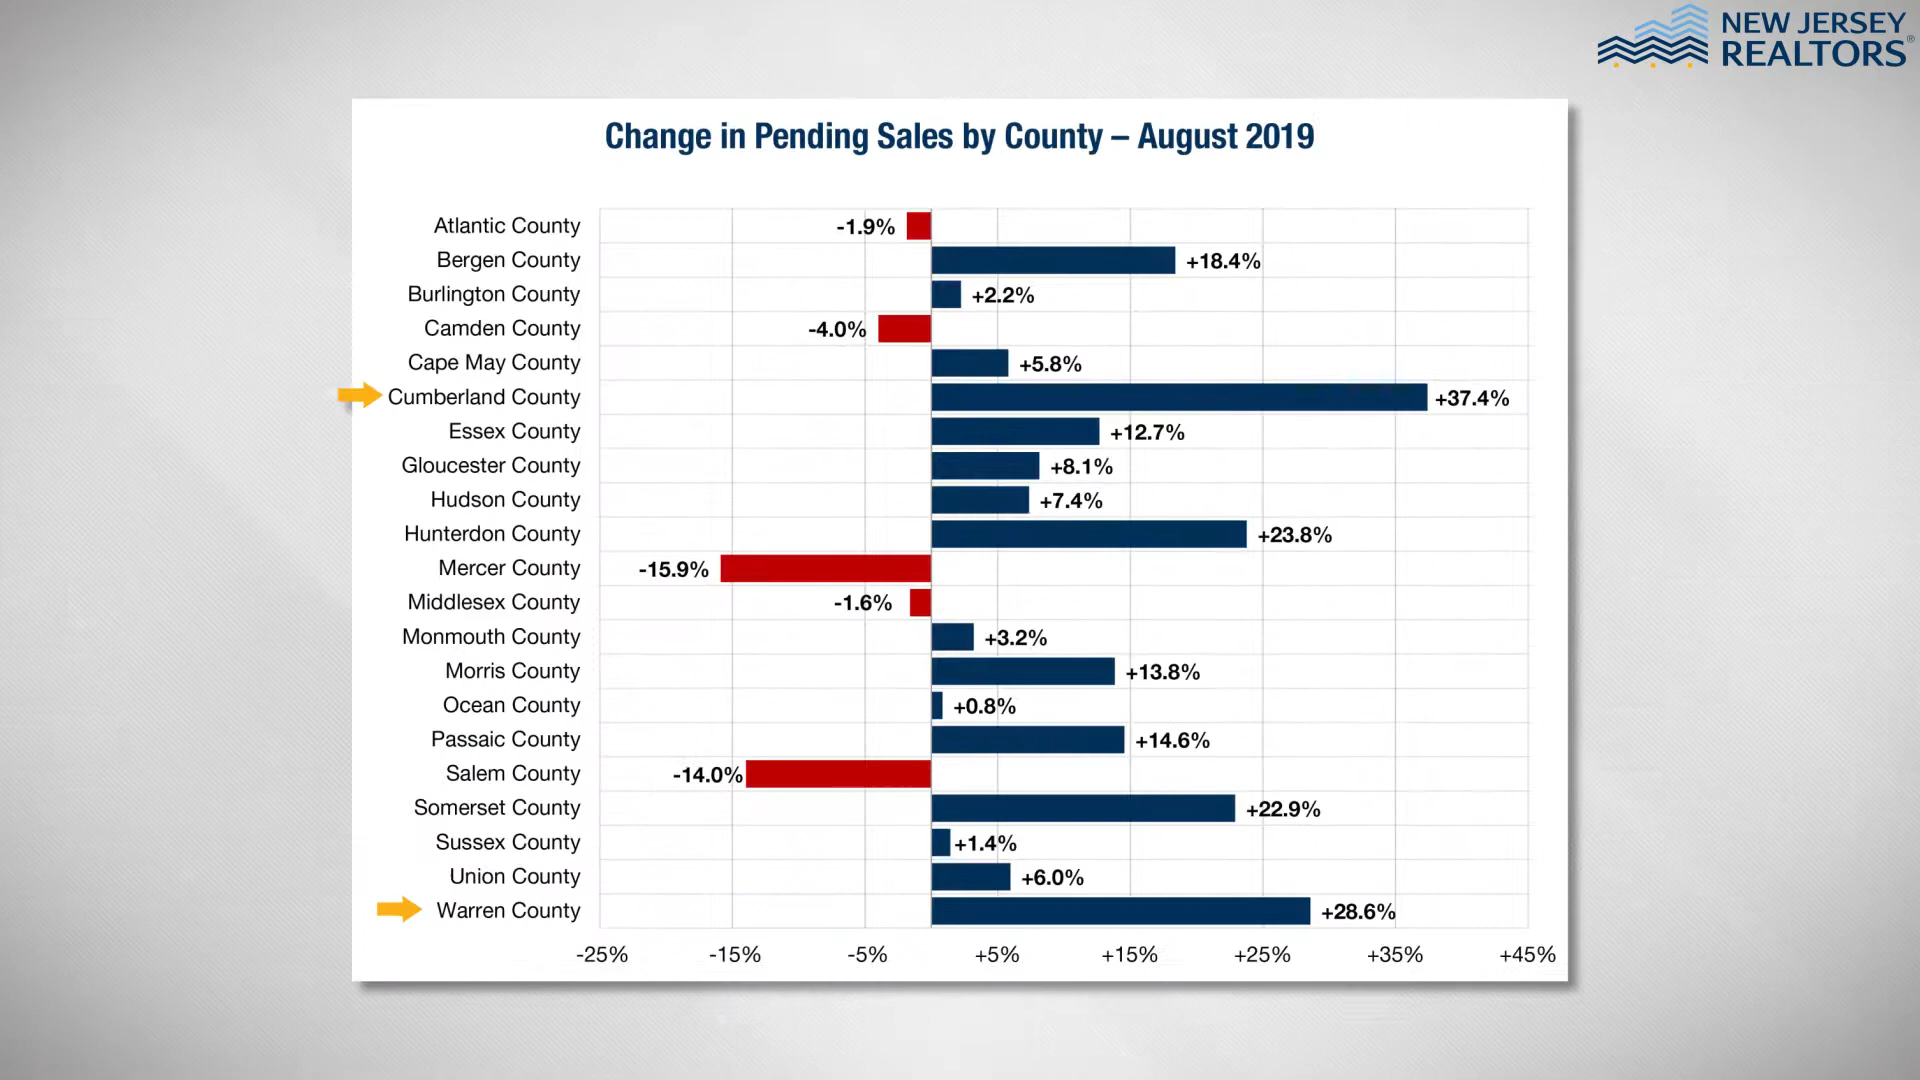 NEW JERSEY
REALTORS®
Change in Pending Sales by County – August 2019
Atlantic County -1.9%
Bergen County +18.4%
Burlington County +2.2%
Camden County -4.0%
Cape May County +5.8%
Cumberland County +37.4%
Essex County +12.7%
Gloucester County +8.1%
Hudson County +7.4%
Hunterdon County +23.8%
Mercer County -15.9%
Middlesex County -1.6%
Monmouth County +3.2%
Morris County +13.8%
Ocean County +0.8%
Passaic County +14.6%
Salem County -14.0%
Somerset County +22.9%
Sussex County +1.4%
Union County +6.0%
Warren County +28.6%
-25% -15% -5% +5% +15% +25% +35% +45%